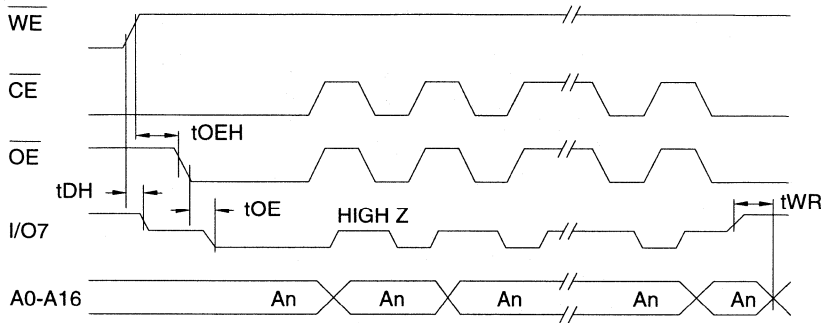 WE
CE
tOEH
OE
tDH
tOE
HIGH Z
tWR
I/O7
A0-A16 An An An An An